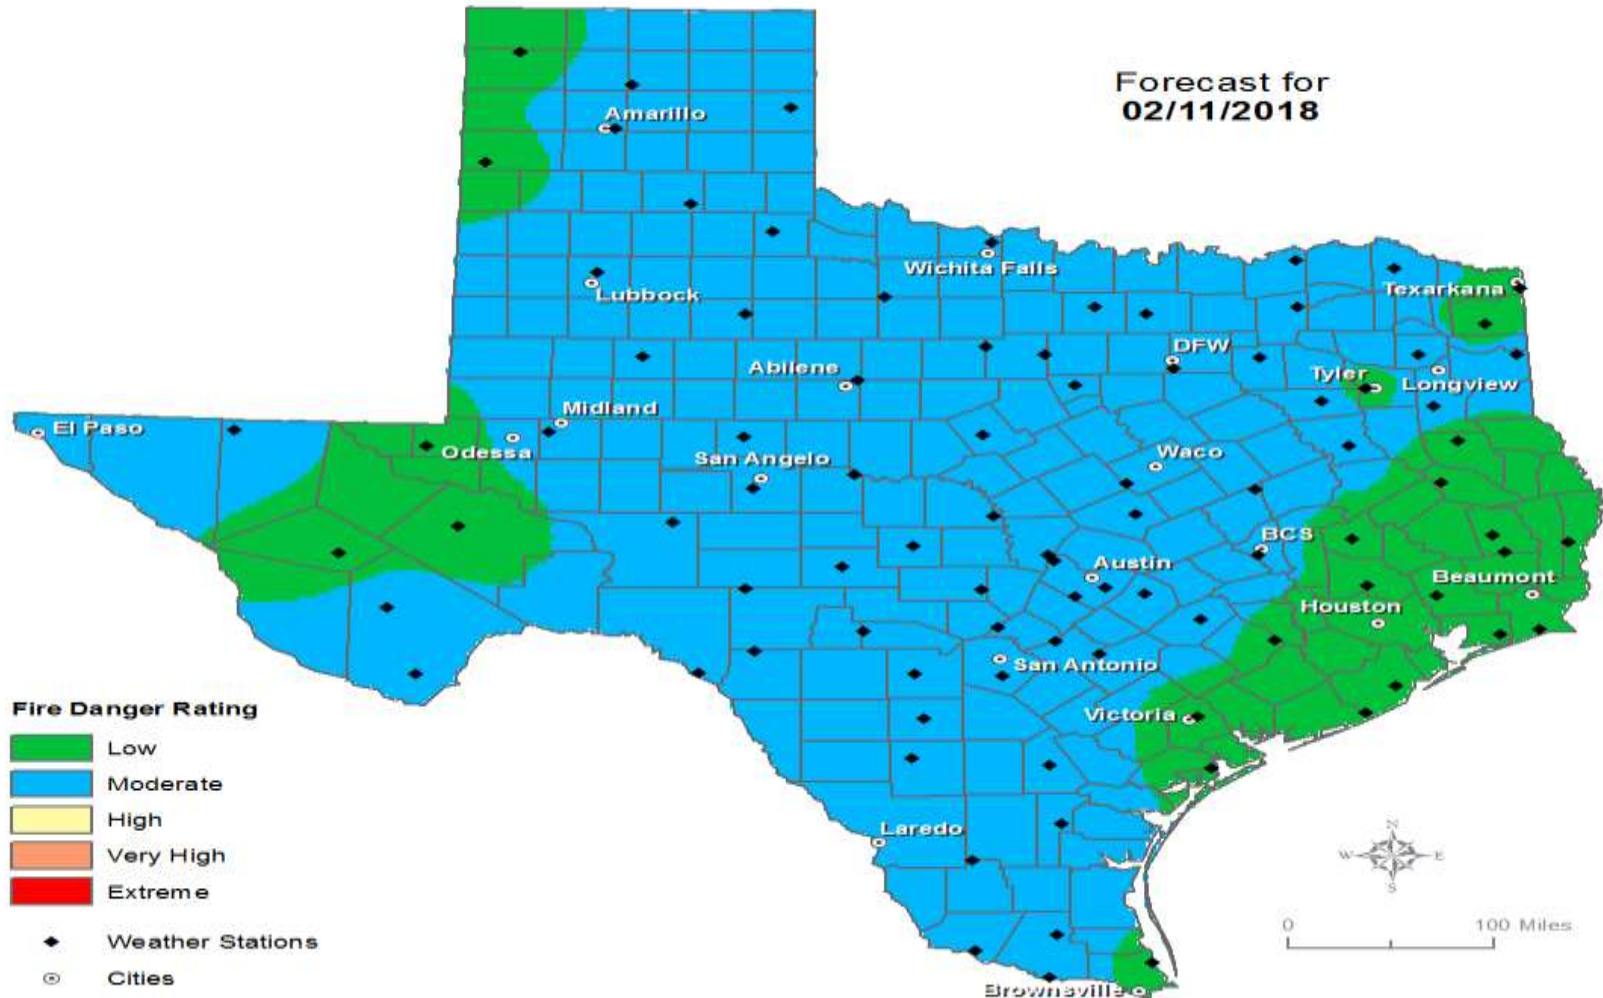 Forecast for
02/11/2018
Amarillo
Wichita Falls
Lubbock
Texarkana
DFW
Abilene
Tyler
Longview
Midland
El Paso
Odessa
San Angelo
Waco
BCS
Austin
Beaumont
Houston
San Antonio
Victoria
Laredo
Brownsville
Fire Danger Rating
Low
Moderate
High
Very High
Extreme
Weather Stations
Cities
N
W E
S
0 100 Miles